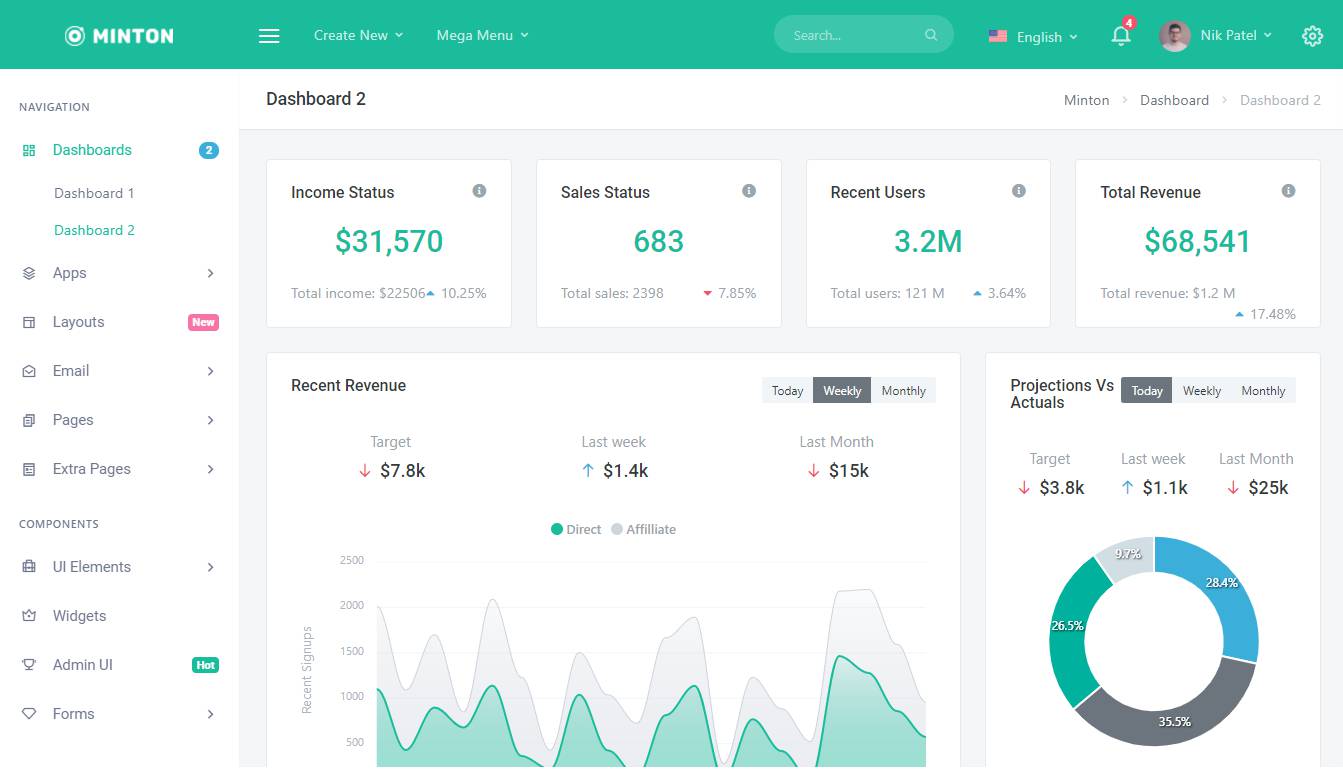 MINTON
Create New
Mega Menu
Search...
English
4
Nik Patel
NAVIGATION
Dashboards
2
Dashboard 1
Dashboard 2
Apps
Layouts
New
Email
Pages
Extra Pages
COMPONENTS
UI Elements
Widgets
Admin UI
Hot
Forms
Dashboard 2
Minton
Dashboard
Dashboard 2
Income Status
$31,570
Total income: $22506
10.25%
Sales Status
683
Total sales: 2398
7.85%
Recent Users
3.2M
Total users: 121 M
3.64%
Total Revenue
$68,541
Total revenue: $1.2 M
17.48%
Recent Revenue
Today Weekly Monthly
Target
$7.8k
Last week
$1.4k
Last Month
$15k
Direct
Affilliate
2500
2000
1500
1000
500
Recent Signups
Projections Vs
Actuals
Today Weekly Monthly
Target
$3.8k
Last week
$1.1k
Last Month
$25k
9.7%
28.4%
26.5%
35.5%